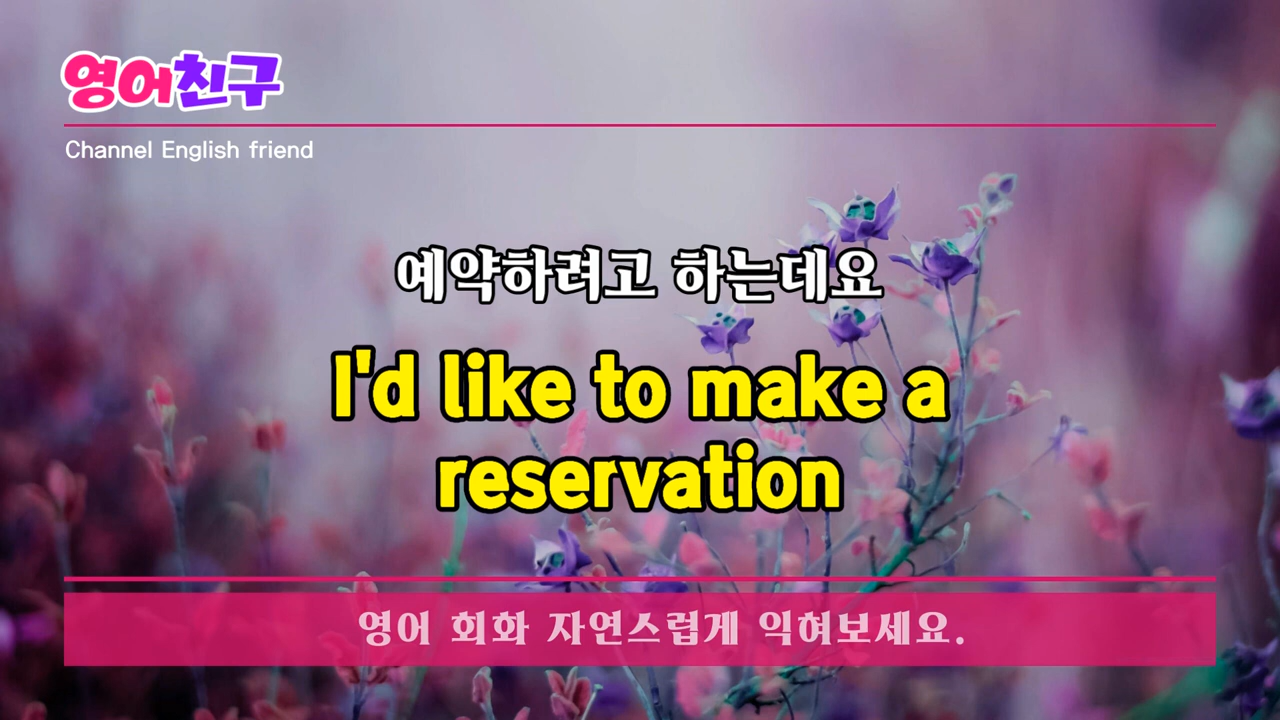 영어친구
Channel English friend
예약하려고 하는데요
I'd like to make a
reservation
영어 회화 자연스럽게 익혀보세요.